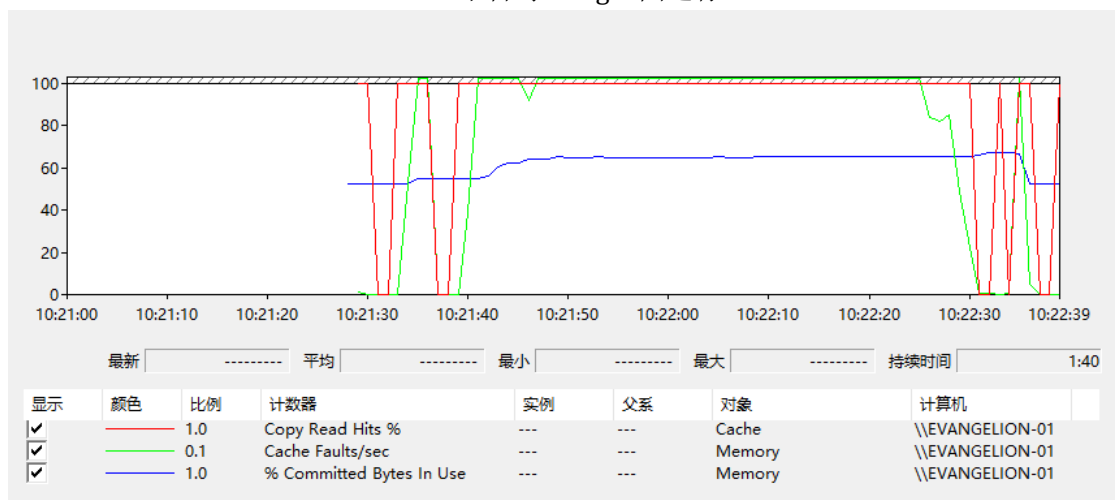 100
80
60
40
20
0
10:21:00 10:21:10 10:21:20 10:21:30 10:21:40 10:21:50 10:22:00 10:22:10 10:22:20 10:22:30 10:22:39
最新 --------- 平均 --------- 最小 --------- 最大 --------- 持续时间 1:40
显示 颜色 比例 计数器 实例 父系 对象 计算机
1.0 Copy Read Hits % --- --- Cache \\EVANGELION-01
0.1 Cache Faults/sec --- --- Memory \\EVANGELION-01
1.0 % Committed Bytes In Use --- --- Memory \\EVANGELION-01